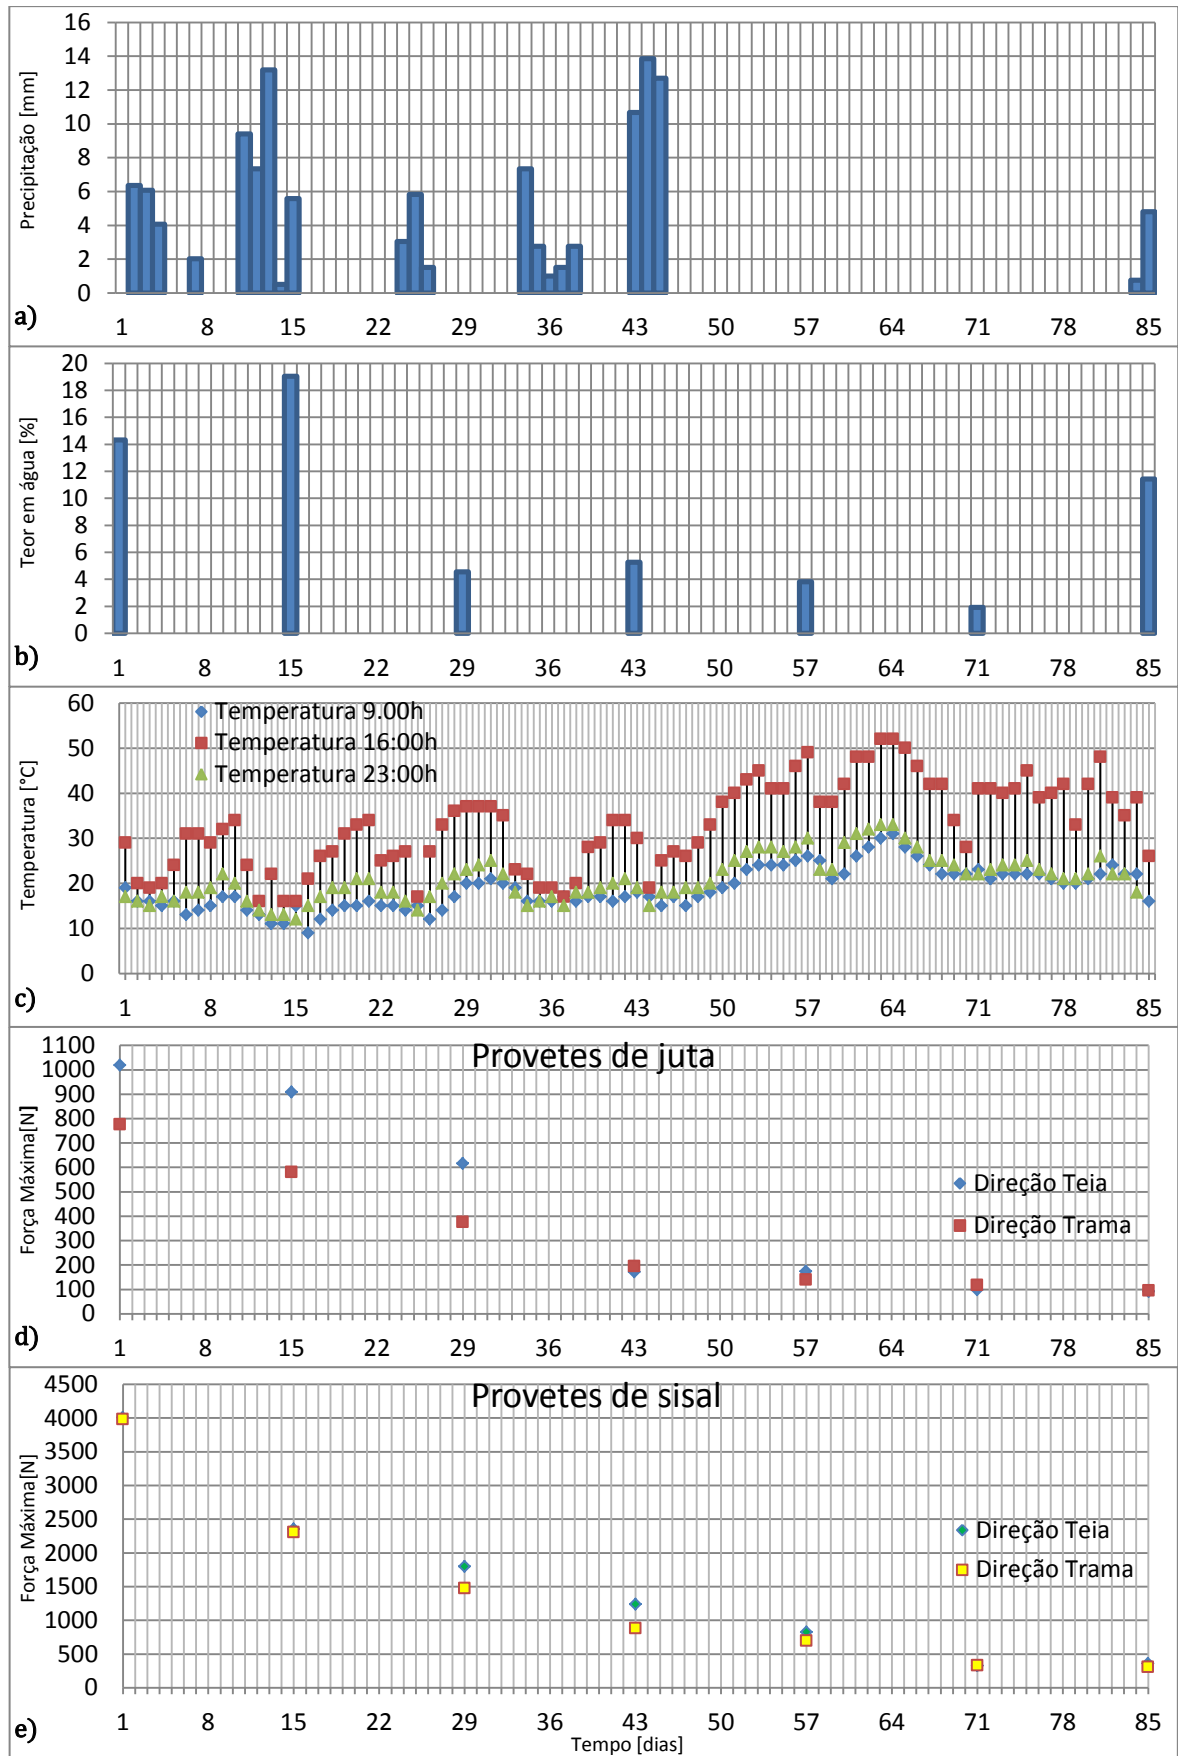 16
14
12
10
8
6
4
2
0
Precipitação [mm]
a)
1 8 15 22 29 36 43 50 57 64 71 78 85
20
18
16
14
12
10
8
6
4
2
0
Teor em água [%]
b)
1 8 15 22 29 36 43 50 57 64 71 78 85
60
50
40
30
20
10
0
Temperatura [°C]
Temperatura 9.00h
Temperatura 16:00h
Temperatura 23:00h
c)
1 8 15 22 29 36 43 50 57 64 71 78 85
Provetes de juta
1100
1000
900
800
700
600
500
400
300
200
100
0
Força Máxima[N]
Direção Teia
Direção Trama
d)
1 8 15 22 29 36 43 50 57 64 71 78 85
Provetes de sisal
4500
4000
3500
3000
2500
2000
1500
1000
500
0
Força Máxima[N]
Direção Teia
Direção Trama
e)
1 8 15 22 29 36 43 50 57 64 71 78 85
Tempo [dias]